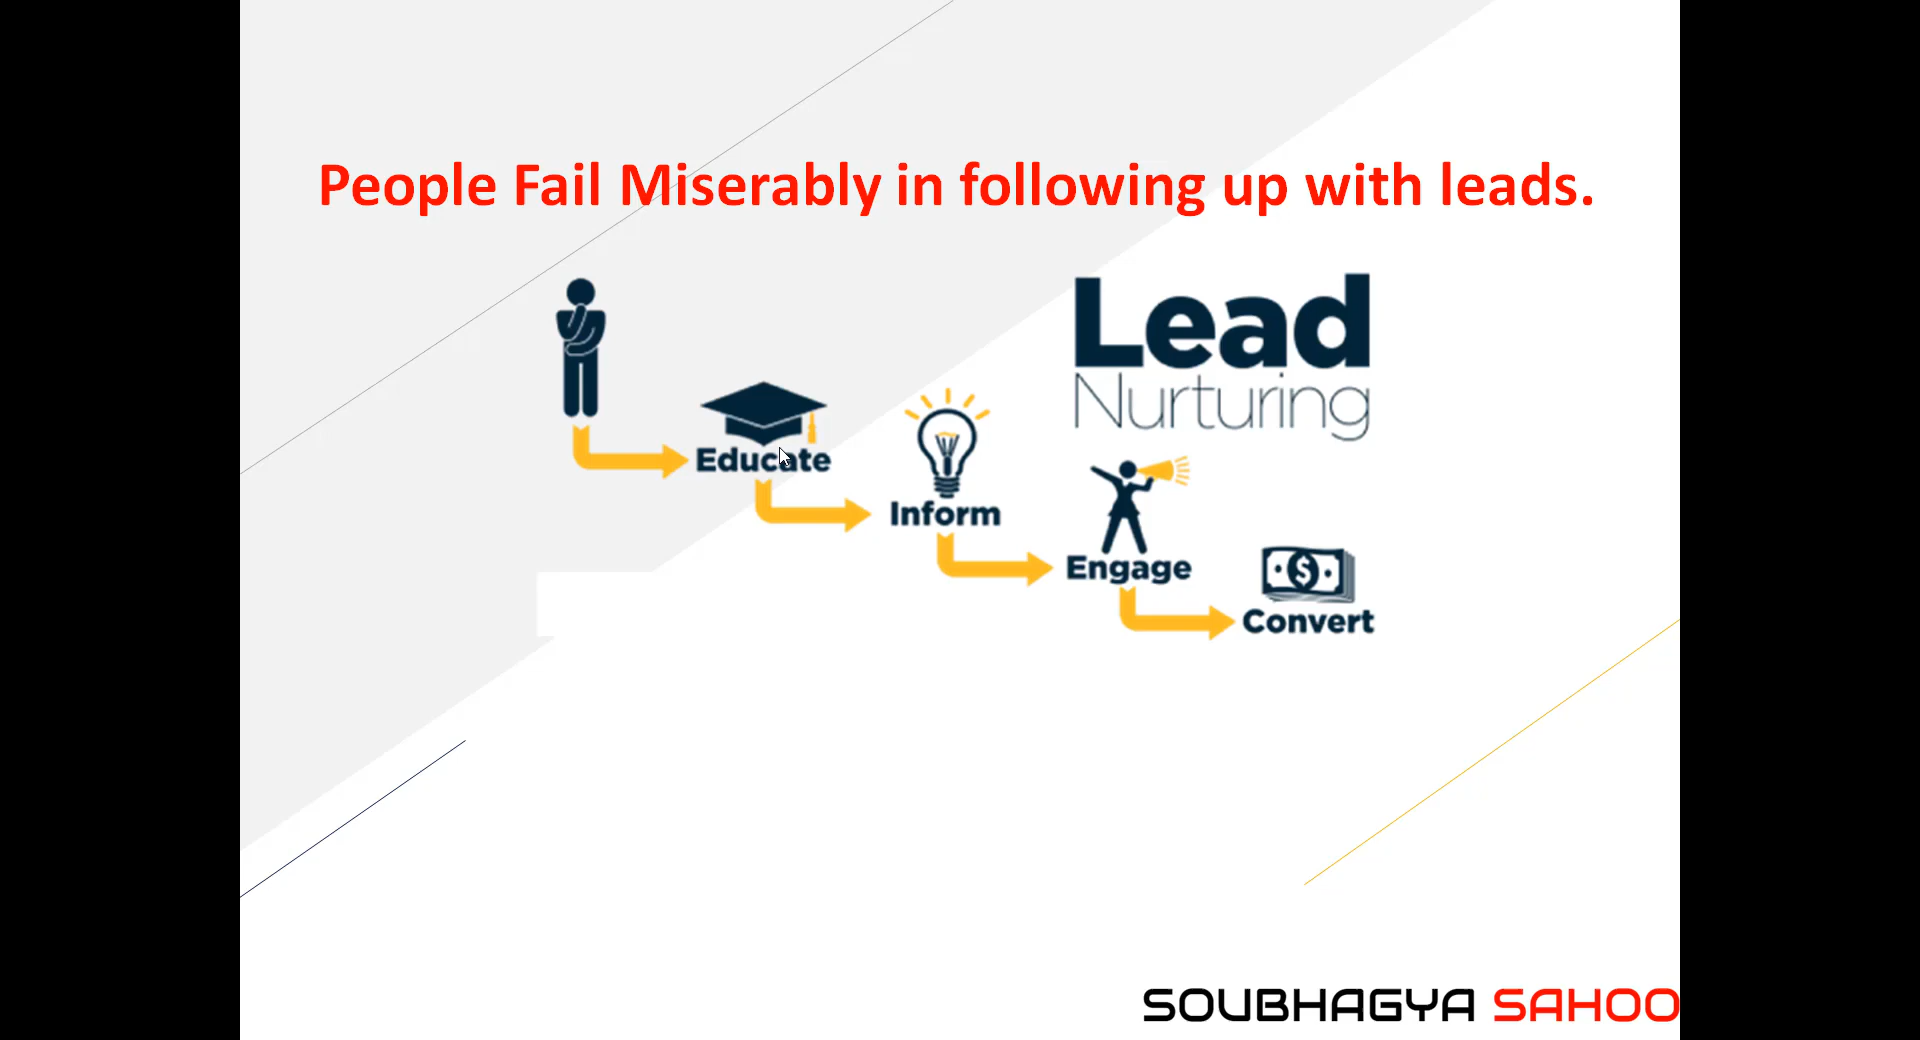 People Fail Miserably in following up with leads.
Lead
Nurturing
Educate
Inform
Engage
Convert
SOUBHAGYA SAHOO